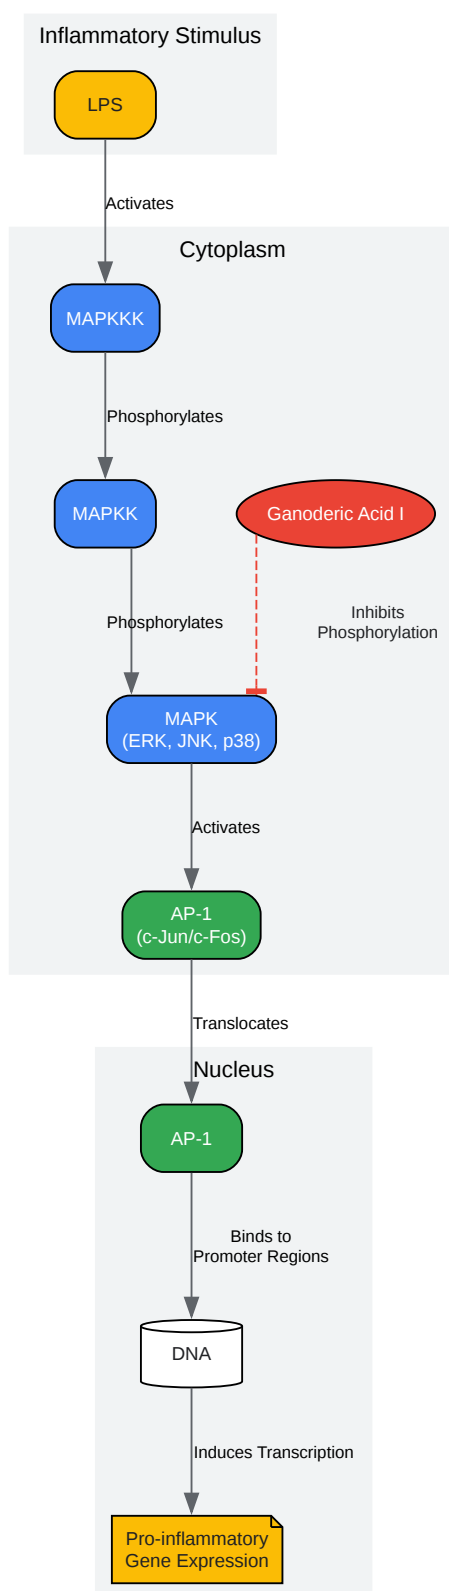 Inflammatory Stimulus
LPS
Activates
Cytoplasm
MAPKKK
Phosphorylates
MAPKK
Ganoderic Acid I
Inhibits
Phosphorylation
Phosphorylates
MAPK
(ERK, JNK, p38)
Activates
AP-1
(c-Jun/c-Fos)
Translocates
Nucleus
AP-1
Binds to
Promoter Regions
DNA
Induces Transcription
Pro-inflammatory
Gene Expression